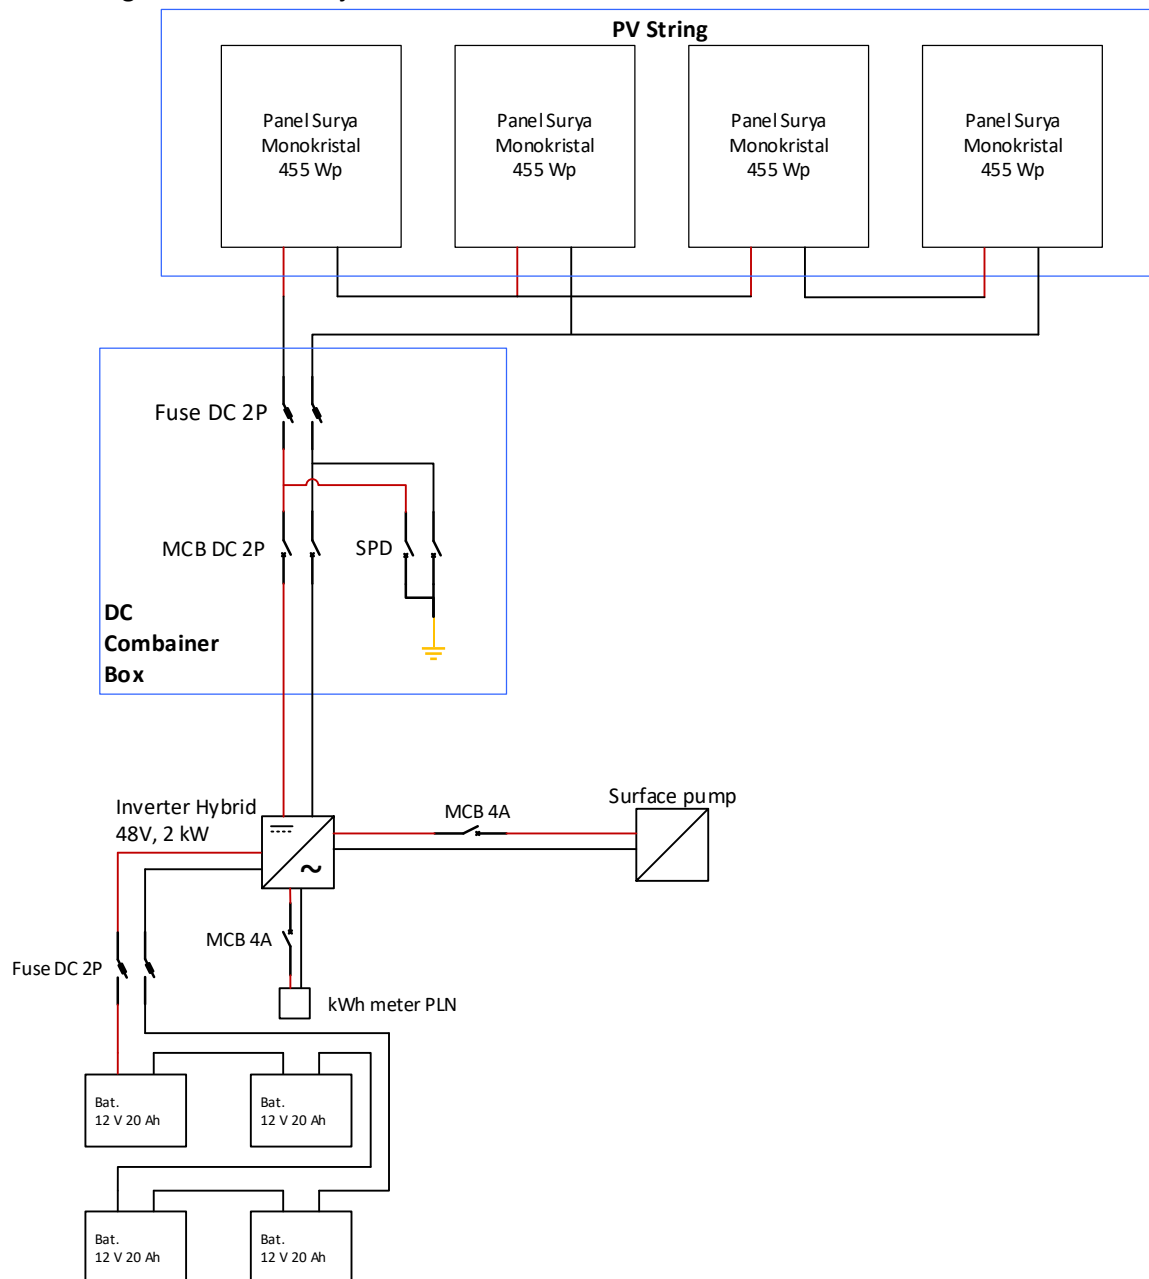 PV String
Panel Surya
Monokristal
455 Wp
Panel Surya
Monokristal
455 Wp
Panel Surya
Monokristal
455 Wp
Panel Surya
Monokristal
455 Wp
Fuse DC 2P
MCB DC 2P
SPD
DC
Combainer
Box
Inverter Hybrid
48V, 2 kW
MCB 4A
Surface pump
MCB 4A
Fuse DC 2P
kWh meter PLN
Bat.
12 V 20 Ah
Bat.
12 V 20 Ah
Bat.
12 V 20 Ah
Bat.
12 V 20 Ah